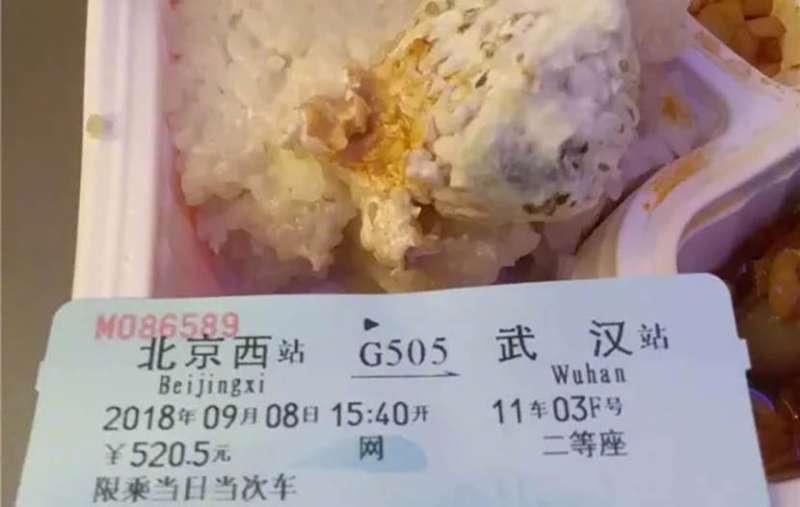 M086589
北京西站 G505 武汉站
Beijingxi Wuhan
2018年09月08日 15:40开 11车03F号
¥520.5元 网 二等座
限乘当日当次车